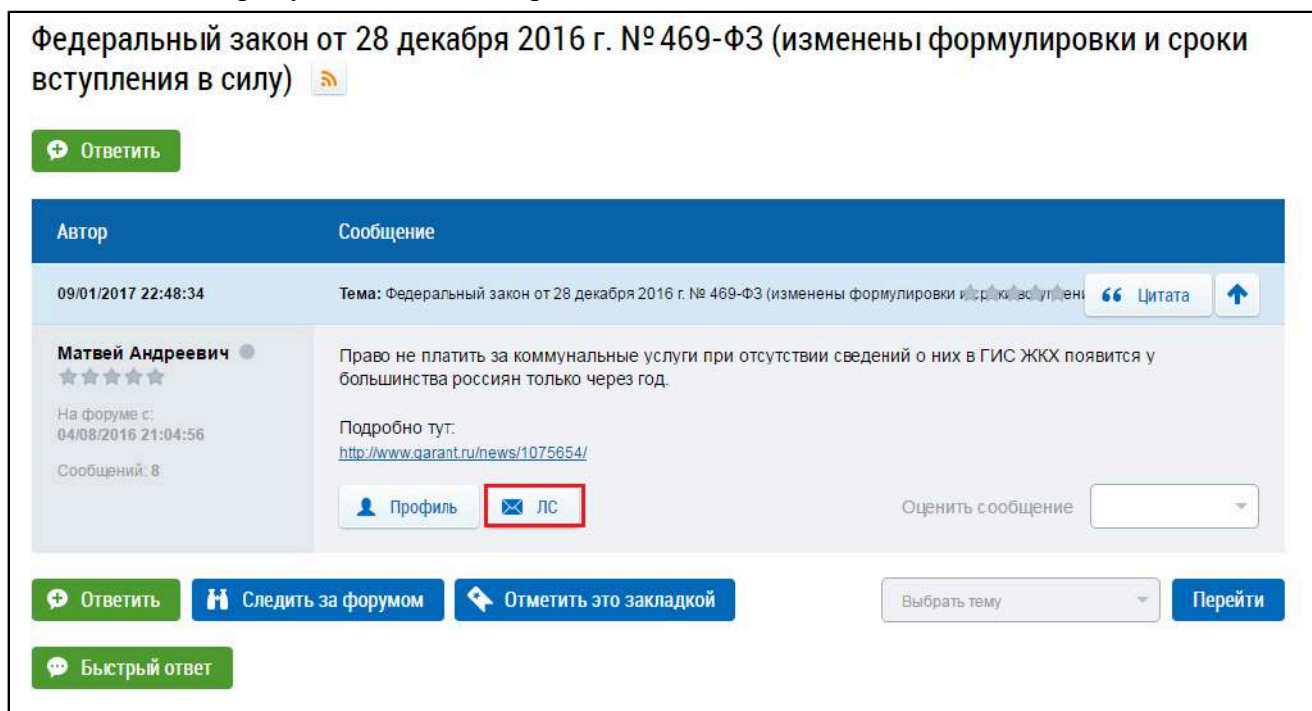 Федеральный закон от 28 декабря 2016 г. № 469-ФЗ (изменены формулировки и сроки
вступления в силу)
Ответить
Автор Сообщение
09/01/2017 22:48:34 Тема: Федеральный закон от 28 декабря 2016 г. № 469-ФЗ (изменены формулировки Цитата
Матвей Андреевич
Право не платить за коммунальные услуги при отсутствии сведений о них в ГИС ЖКХ появится у
большинства россиян только через год.
На форуме с:
04/08/2016 21:04:56
Сообщений: 8
Подробно тут:
http://www.garant.ru/news/1075654/
Профиль ЛС Оценить сообщение
Ответить Следить за форумом Отметить это закладкой Выбрать тему Перейти
Быстрый ответ